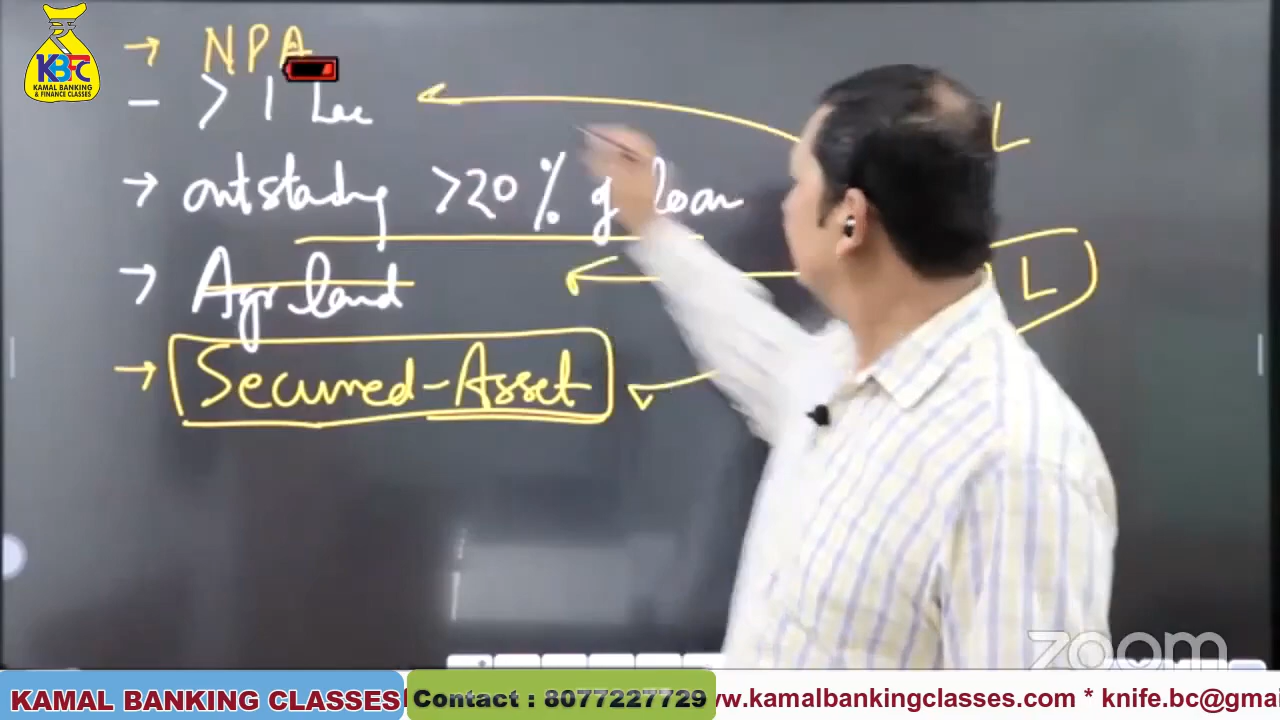 KBFC
KAMAL BANKING
& FINANCE CLASSES
→ NPA
- > 1 Lac
→ outstanding >20% of loan
→ Agr land
→ Secured-Asset
L
L
zoom
KAMAL BANKING CLASSES
Contact : 8077227729
ww.kamalbankingclasses.com * knife.bc@gmai